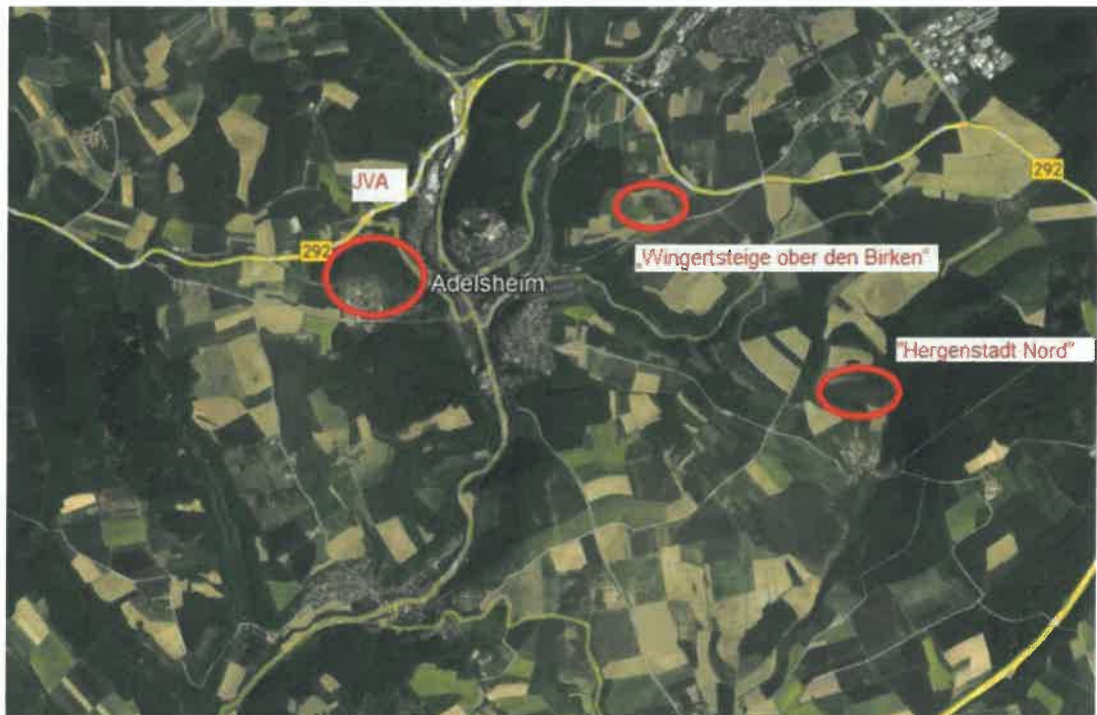 292
JVA
„Wingertsteige ober den Birken"
292
Adelsheim
"Hergenstadt Nord"